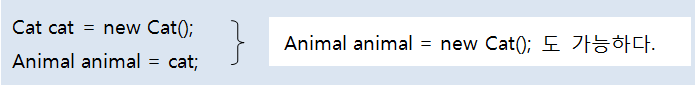 Cat cat = new Cat();
Animal animal = cat;
Animal animal = new Cat(); 도 가능하다.